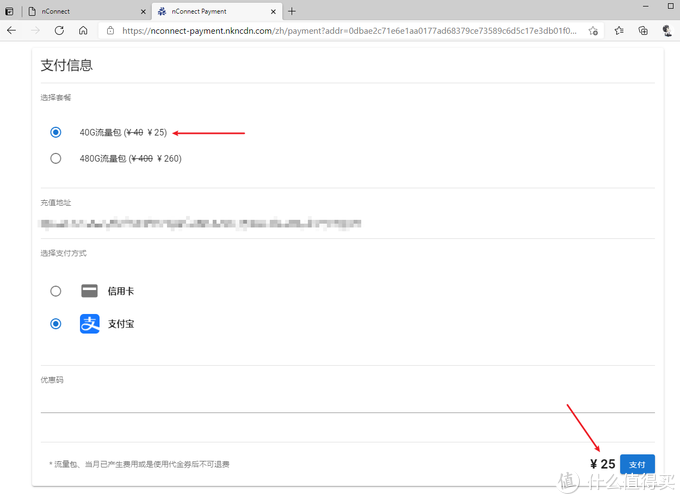 nConnect
nConnect Payment
https://nconnect-payment.nkncdn.com/zh/payment?addr=0dbae2c71e6e1aa0177ad68379ce73589c6d5c17e3db01f0...
支付信息
选择套餐
40G流量包 (¥ 40 ¥ 25)
480G流量包 (¥ 400 ¥ 260)
充值地址
选择支付方式
信用卡
支付宝
优惠码
* 流量包、当月已产生费用或是使用代金券后不可退费
¥ 25 支付
值 什么值得买